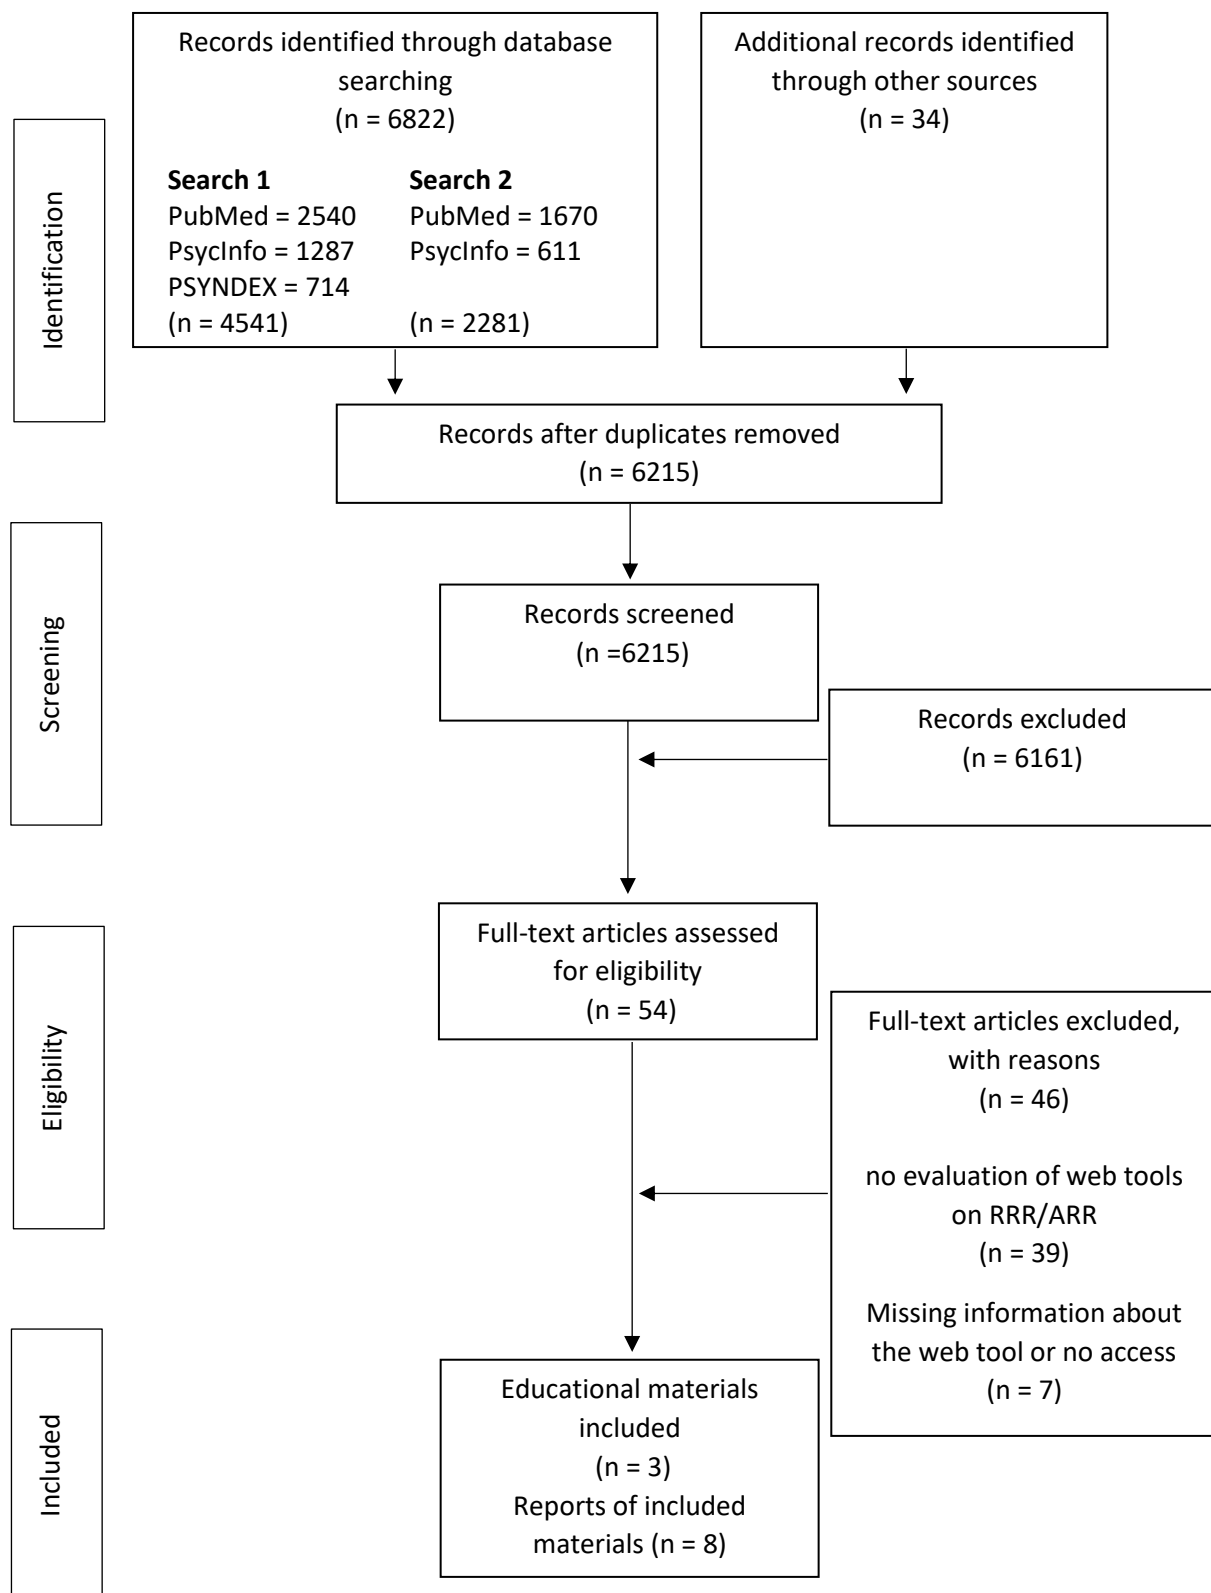 Records identified through database
searching
(n = 6822)
Search 1
PubMed = 2540
PsycInfo = 1287
PSYNDEX = 714
(n = 4541)
Search 2
PubMed = 1670
PsycInfo = 611
(n = 2281)
Additional records identified
through other sources
(n = 34)
Identification
Records after duplicates removed
(n = 6215)
Screening
Records screened
(n =6215)
Records excluded
(n = 6161)
Eligibility
Full-text articles assessed
for eligibility
(n = 54)
Full-text articles excluded,
with reasons
(n = 46)
no evaluation of web tools
on RRR/ARR
(n = 39)
Missing information about
the web tool or no access
(n = 7)
Included
Educational materials
included
(n = 3)
Reports of included
materials (n = 8)